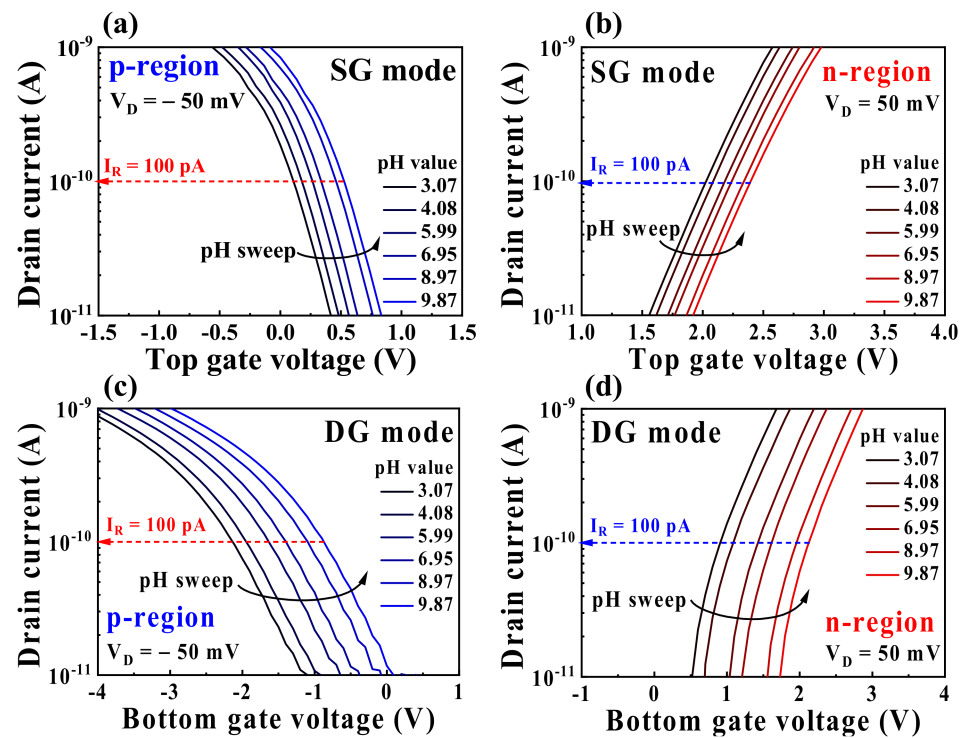 (a)
10⁻⁹
p-region
SG mode
V_D = – 50 mV
I_R = 100 pA
pH value
3.07
4.08
5.99
6.95
8.97
9.87
10⁻¹⁰
pH sweep
10⁻¹¹
-1.5 -1.0 -0.5 0.0 0.5 1.0 1.5
Drain current (A)
Top gate voltage (V)
(b)
10⁻⁹
SG mode
n-region
V_D = 50 mV
I_R = 100 pA
pH value
3.07
4.08
5.99
6.95
8.97
9.87
10⁻¹⁰
pH sweep
10⁻¹¹
1.0 1.5 2.0 2.5 3.0 3.5 4.0
Drain current (A)
Top gate voltage (V)
(c)
10⁻⁹
DG mode
pH value
3.07
4.08
5.99
6.95
8.97
9.87
I_R = 100 pA
10⁻¹⁰
pH sweep
p-region
V_D = – 50 mV
10⁻¹¹
-4 -3 -2 -1 0 1
Drain current (A)
Bottom gate voltage (V)
(d)
10⁻⁹
DG mode
pH value
3.07
4.08
5.99
6.95
8.97
9.87
I_R = 100 pA
10⁻¹⁰
pH sweep
n-region
V_D = 50 mV
10⁻¹¹
-1 0 1 2 3 4
Drain current (A)
Bottom gate voltage (V)